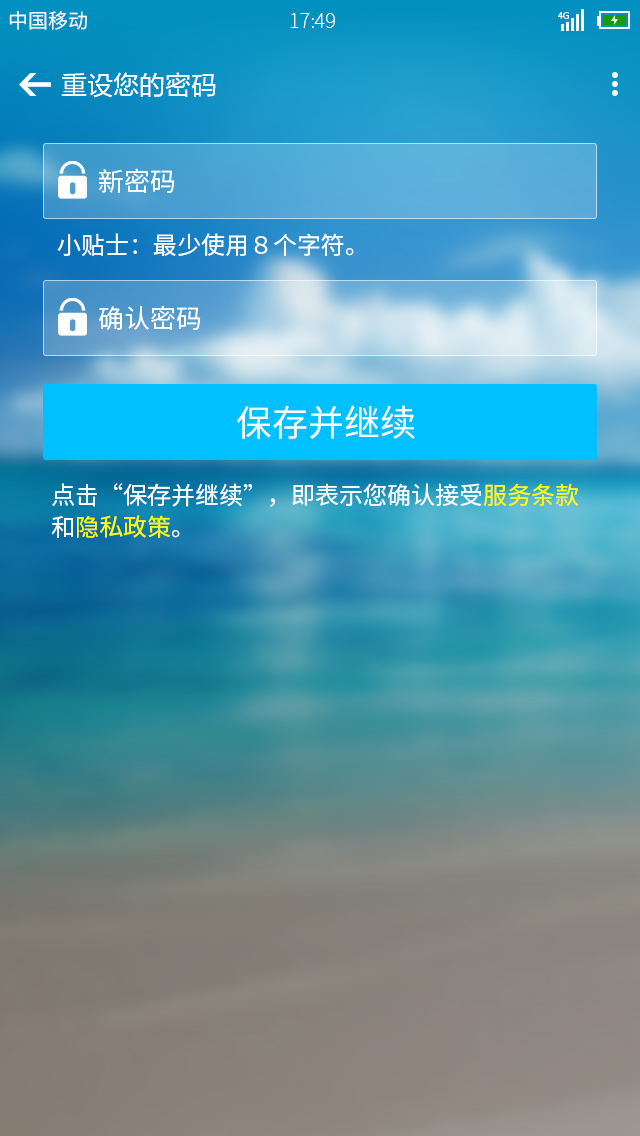 中国移动 17:49 4G
重设您的密码
新密码
小贴士：最少使用８个字符。
确认密码
保存并继续
点击“保存并继续”，即表示您确认接受服务条款
和隐私政策。